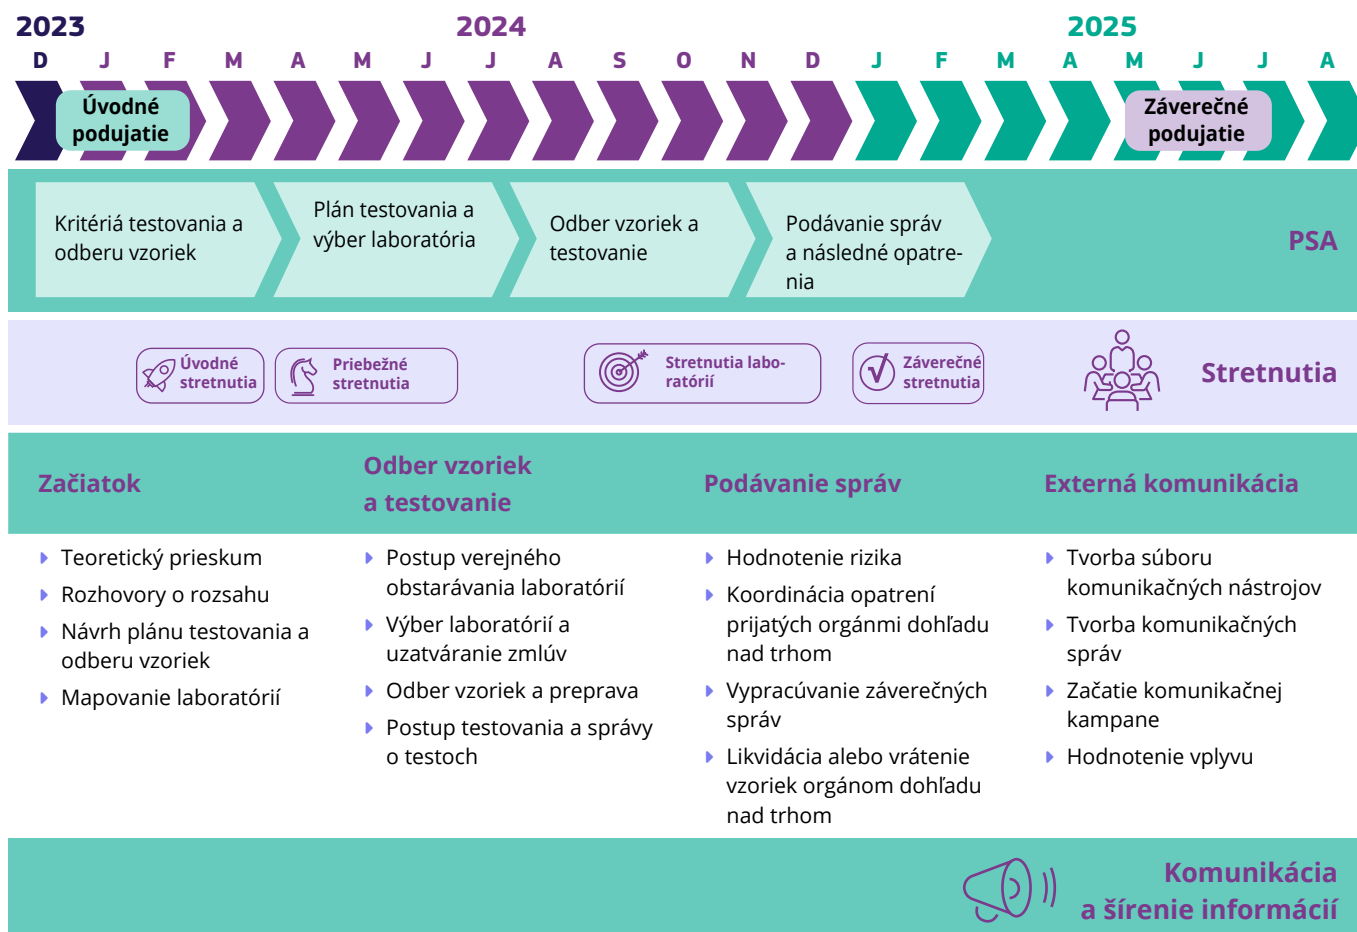 2023
2024
2025
D J F M A M J J A S O N D J F M A M J J A
Úvodné
podujatie
Záverečné
podujatie
Kritériá testovania a
odberu vzoriek
Plán testovania a
výber laboratória
Odber vzoriek a
testovanie
Podávanie správ
a následné opatre-
nia
PSA
Úvodné
stretnutia
Priebežné
stretnutia
Stretnutia labo-
ratórií
Záverečné
stretnutia
Stretnutia
Začiatok
Odber vzoriek
a testovanie
Podávanie správ
Externá komunikácia
Teoretický prieskum
Rozhovory o rozsahu
Návrh plánu testovania a
odberu vzoriek
Mapovanie laboratórií
Postup verejného
obstarávania laboratórií
Výber laboratórií a
uzatváranie zmlúv
Odber vzoriek a preprava
Postup testovania a správy
o testoch
Hodnotenie rizika
Koordinácia opatrení
prijatých orgánmi dohľadu
nad trhom
Vypracúvanie záverečných
správ
Likvidácia alebo vrátenie
vzoriek orgánom dohľadu
nad trhom
Tvorba súboru
komunikačných nástrojov
Tvorba komunikačných
správ
Začatie komunikačnej
kampane
Hodnotenie vplyvu
Komunikácia
a šírenie informácií